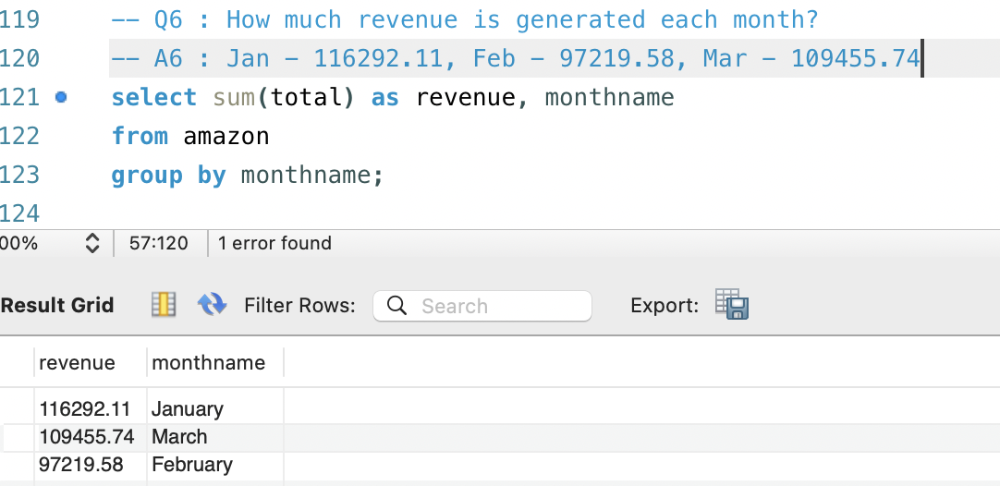 119 -- Q6 : How much revenue is generated each month?
120 -- A6 : Jan - 116292.11, Feb - 97219.58, Mar - 109455.74
121 select sum(total) as revenue, monthname
122 from amazon
123 group by monthname;
124
00% 57:120 1 error found
Result Grid Filter Rows: Search Export:
revenue monthname
116292.11 January
109455.74 March
97219.58 February